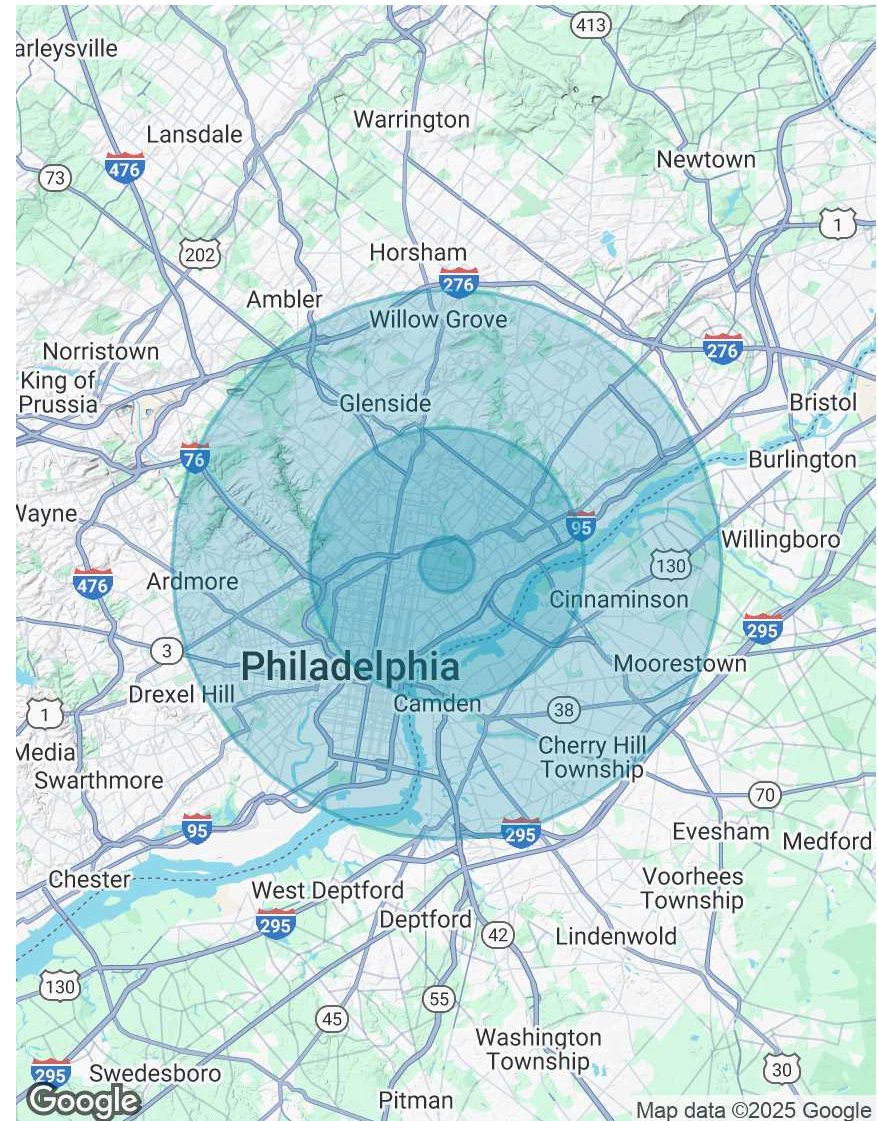 413
arleysville
Warrington
Lansdale
Newtown
476
73
1
202
Horsham
276
Ambler
Willow Grove
276
Norristown
King of
Prussia
Glenside
Bristol
76
Burlington
Wayne
95
Willingboro
130
476
Ardmore
Cinnaminson
295
3
Philadelphia
Moorestown
Drexel Hill
Camden
38
1
Media
Cherry Hill
Township
Swarthmore
70
95
295
Evesham
Medford
Chester
West Deptford
Voorhees
Township
295
Deptford
42
Lindenwold
130
55
45
Washington
Township
295
Swedesboro
30
Google
Pitman
Map data ©2025 Google